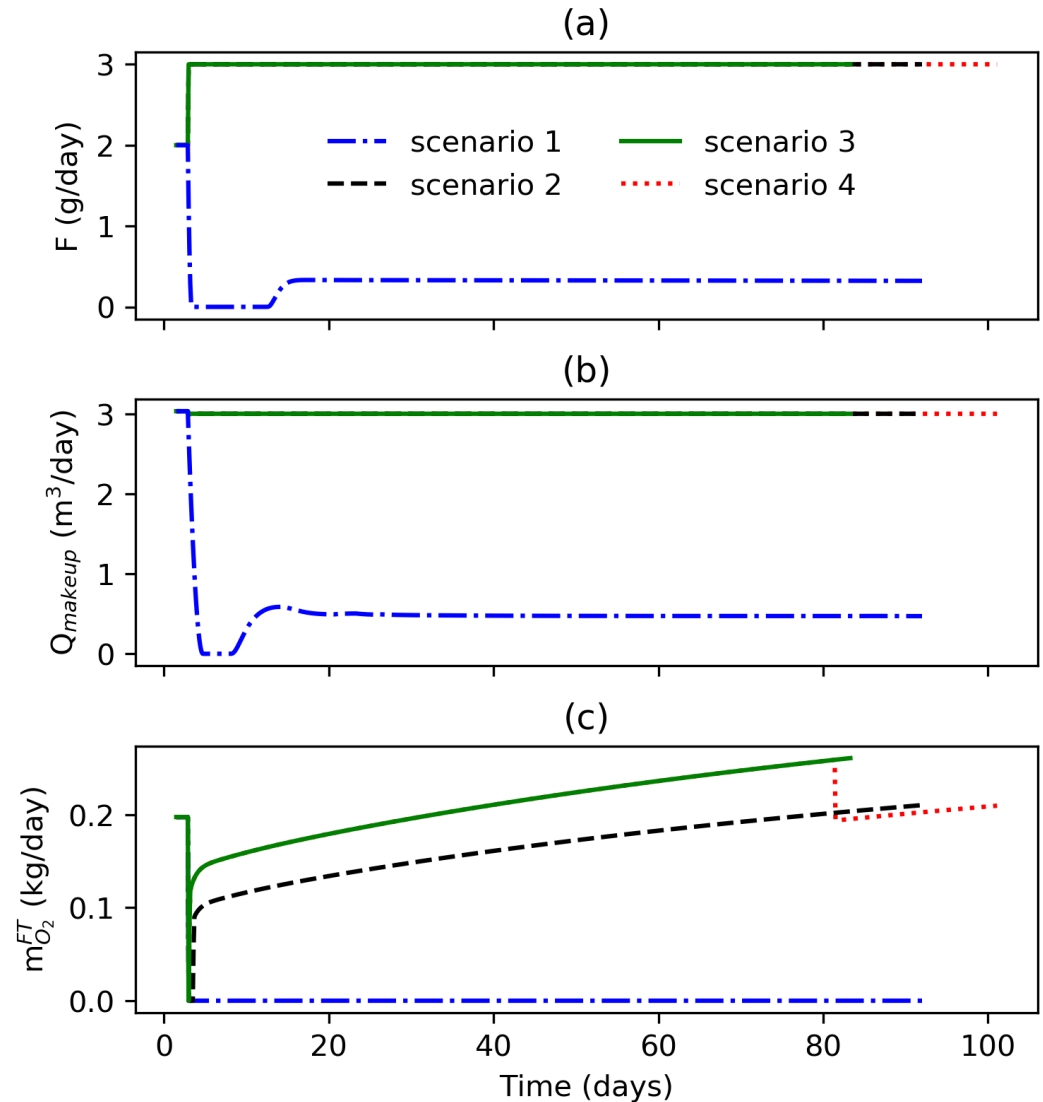 (a)
F (g/day)
3
2
1
0
scenario 1
scenario 2
scenario 3
scenario 4
(b)
Q_makeup (m³/day)
3
2
1
0
(c)
m^FT_O₂ (kg/day)
0.2
0.1
0.0
0 20 40 60 80 100
Time (days)